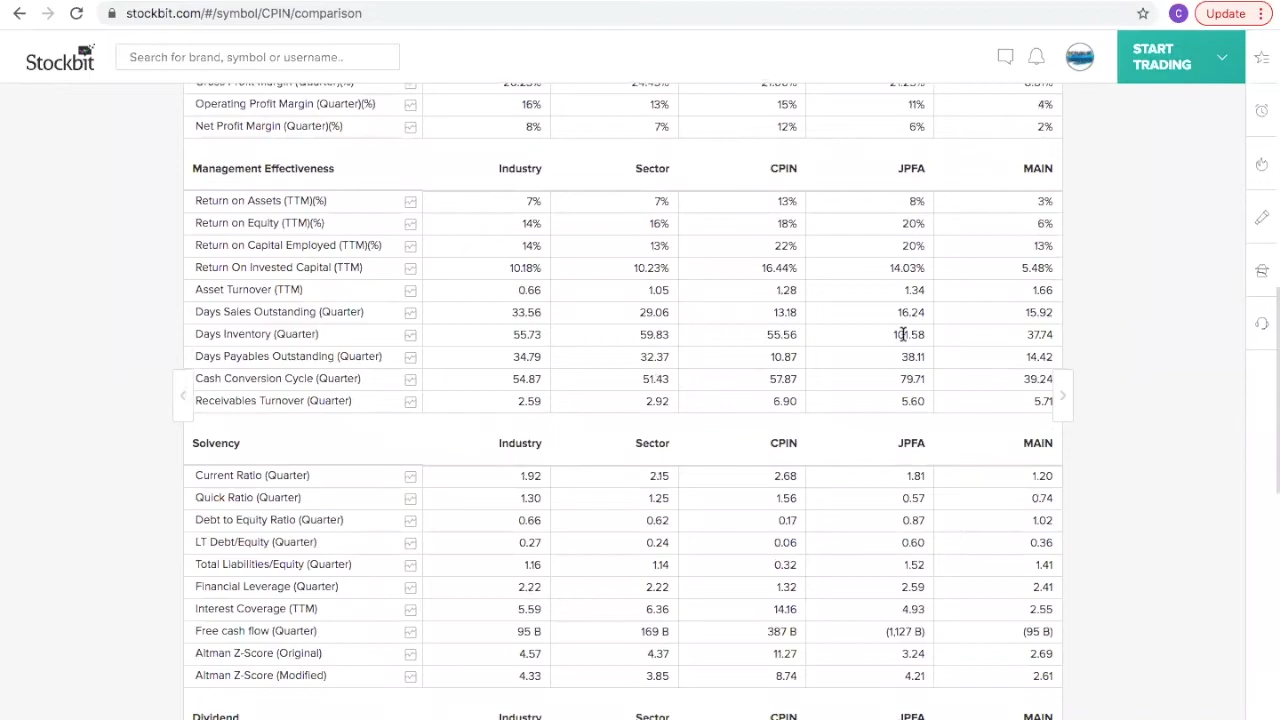 stockbit.com/#/symbol/CPIN/comparison
C
Update
Stockbit
Search for brand, symbol or username..
START TRADING
Operating Profit Margin (Quarter)(%) 16% 13% 15% 11% 4%
Net Profit Margin (Quarter)(%) 8% 7% 12% 6% 2%
Management Effectiveness Industry Sector CPIN JPFA MAIN
Return on Assets (TTM)(%) 7% 7% 13% 8% 3%
Return on Equity (TTM)(%) 14% 16% 18% 20% 6%
Return on Capital Employed (TTM)(%) 14% 13% 22% 20% 13%
Return On Invested Capital (TTM) 10.18% 10.23% 16.44% 14.03% 5.48%
Asset Turnover (TTM) 0.66 1.05 1.28 1.34 1.66
Days Sales Outstanding (Quarter) 33.56 29.06 13.18 16.24 15.92
Days Inventory (Quarter) 55.73 59.83 55.56 37.74
Days Payables Outstanding (Quarter) 34.79 32.37 10.87 38.11 14.42
Cash Conversion Cycle (Quarter) 54.87 51.43 57.87 79.71 39.24
Receivables Turnover (Quarter) 2.59 2.92 6.90 5.60 5.71
Solvency Industry Sector CPIN JPFA MAIN
Current Ratio (Quarter) 1.92 2.15 2.68 1.81 1.20
Quick Ratio (Quarter) 1.30 1.25 1.56 0.57 0.74
Debt to Equity Ratio (Quarter) 0.66 0.62 0.17 0.87 1.02
LT Debt/Equity (Quarter) 0.27 0.24 0.06 0.60 0.36
Total Liabilities/Equity (Quarter) 1.16 1.14 0.32 1.52 1.41
Financial Leverage (Quarter) 2.22 2.22 1.32 2.59 2.41
Interest Coverage (TTM) 5.59 6.36 14.16 4.93 2.55
Free cash flow (Quarter) 95 B 169 B 387 B (1,127 B) (95 B)
Altman Z-Score (Original) 4.57 4.37 11.27 3.24 2.69
Altman Z-Score (Modified) 4.33 3.85 8.74 4.21 2.61
Dividend Industry Sector CPIN JPFA MAIN